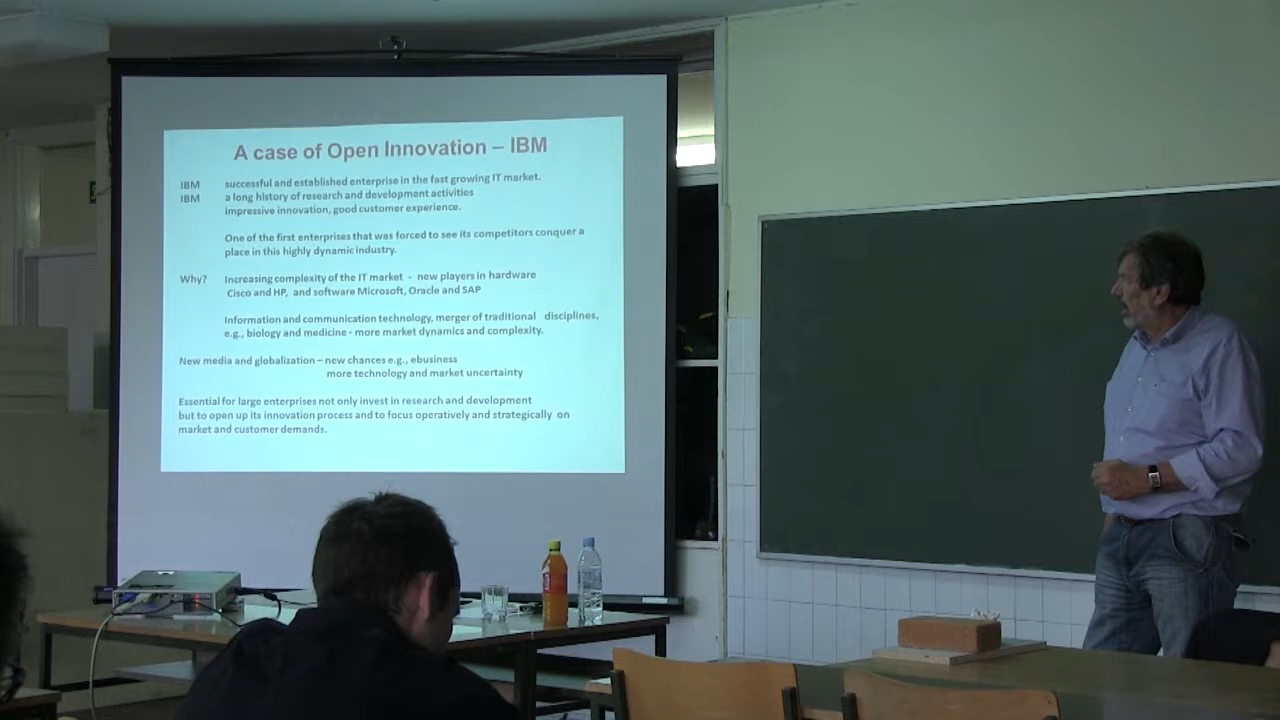 A case of Open Innovation – IBM
IBM successful and established enterprise in the fast growing IT market.
IBM a long history of research and development activities
impressive innovation, good customer experience.
One of the first enterprises that was forced to see its competitors conquer a
place in this highly dynamic industry.
Why? Increasing complexity of the IT market - new players in hardware
Cisco and HP, and software Microsoft, Oracle and SAP
Information and communication technology, merger of traditional disciplines,
e.g., biology and medicine - more market dynamics and complexity.
New media and globalization – new chances e.g., ebusiness
more technology and market uncertainty
Essential for large enterprises not only invest in research and development
but to open up its innovation process and to focus operatively and strategically on
market and customer demands.